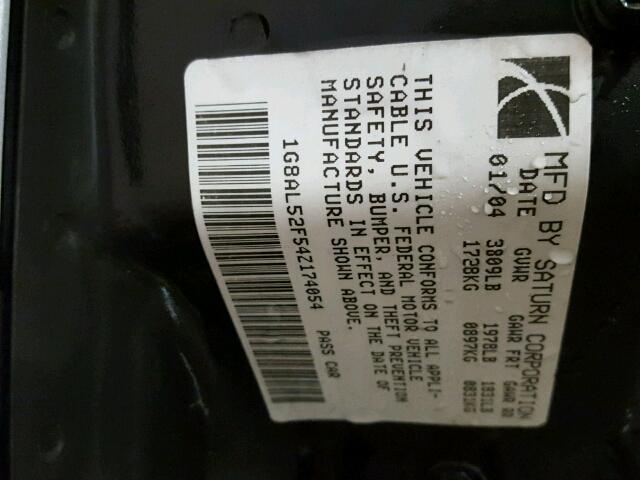 MFD BY SATURN CORPORATION
DATE GVWR GAWR FRT GAWR RR
01/04 3809LB 1978LB 1831LB
1728KG 0897KG 0831KG
THIS VEHICLE CONFORMS TO ALL APPLI-
CABLE U.S. FEDERAL MOTOR VEHICLE
SAFETY, BUMPER, AND THEFT PREVENTION
STANDARDS IN EFFECT ON THE DATE OF
MANUFACTURE SHOWN ABOVE.
1G8AL52F54Z174054 PASS CAR